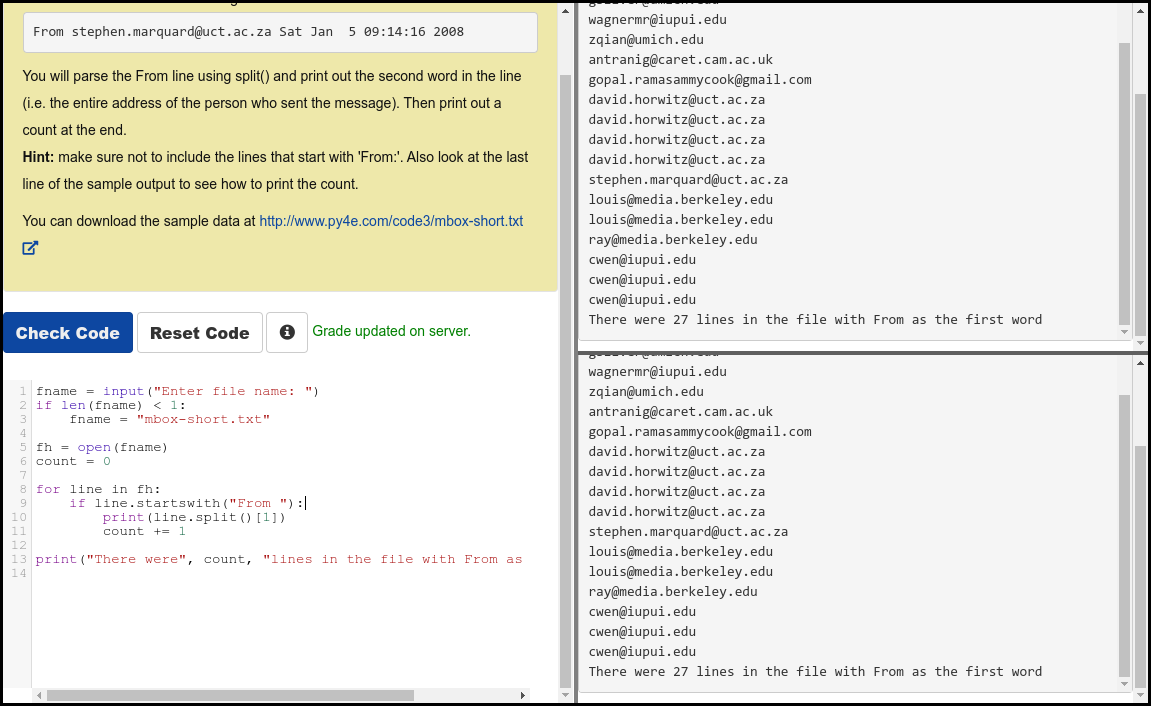 From stephen.marquard@uct.ac.za Sat Jan  5 09:14:16 2008
You will parse the From line using split() and print out the second word in the line
(i.e. the entire address of the person who sent the message). Then print out a
count at the end.
Hint: make sure not to include the lines that start with 'From:'. Also look at the last
line of the sample output to see how to print the count.
You can download the sample data at http://www.py4e.com/code3/mbox-short.txt
Check Code
Reset Code
Grade updated on server.
1 fname = input("Enter file name: ")
2 if len(fname) < 1:
3     fname = "mbox-short.txt"
4
5 fh = open(fname)
6 count = 0
7
8 for line in fh:
9     if line.startswith("From "):
10         print(line.split()[1])
11         count += 1
12
13 print("There were", count, "lines in the file with From as
14
wagnermr@iupui.edu
zqian@umich.edu
antranig@caret.cam.ac.uk
gopal.ramasammycook@gmail.com
david.horwitz@uct.ac.za
david.horwitz@uct.ac.za
david.horwitz@uct.ac.za
david.horwitz@uct.ac.za
stephen.marquard@uct.ac.za
louis@media.berkeley.edu
louis@media.berkeley.edu
ray@media.berkeley.edu
cwen@iupui.edu
cwen@iupui.edu
cwen@iupui.edu
There were 27 lines in the file with From as the first word
wagnermr@iupui.edu
zqian@umich.edu
antranig@caret.cam.ac.uk
gopal.ramasammycook@gmail.com
david.horwitz@uct.ac.za
david.horwitz@uct.ac.za
david.horwitz@uct.ac.za
david.horwitz@uct.ac.za
stephen.marquard@uct.ac.za
louis@media.berkeley.edu
louis@media.berkeley.edu
ray@media.berkeley.edu
cwen@iupui.edu
cwen@iupui.edu
cwen@iupui.edu
There were 27 lines in the file with From as the first word